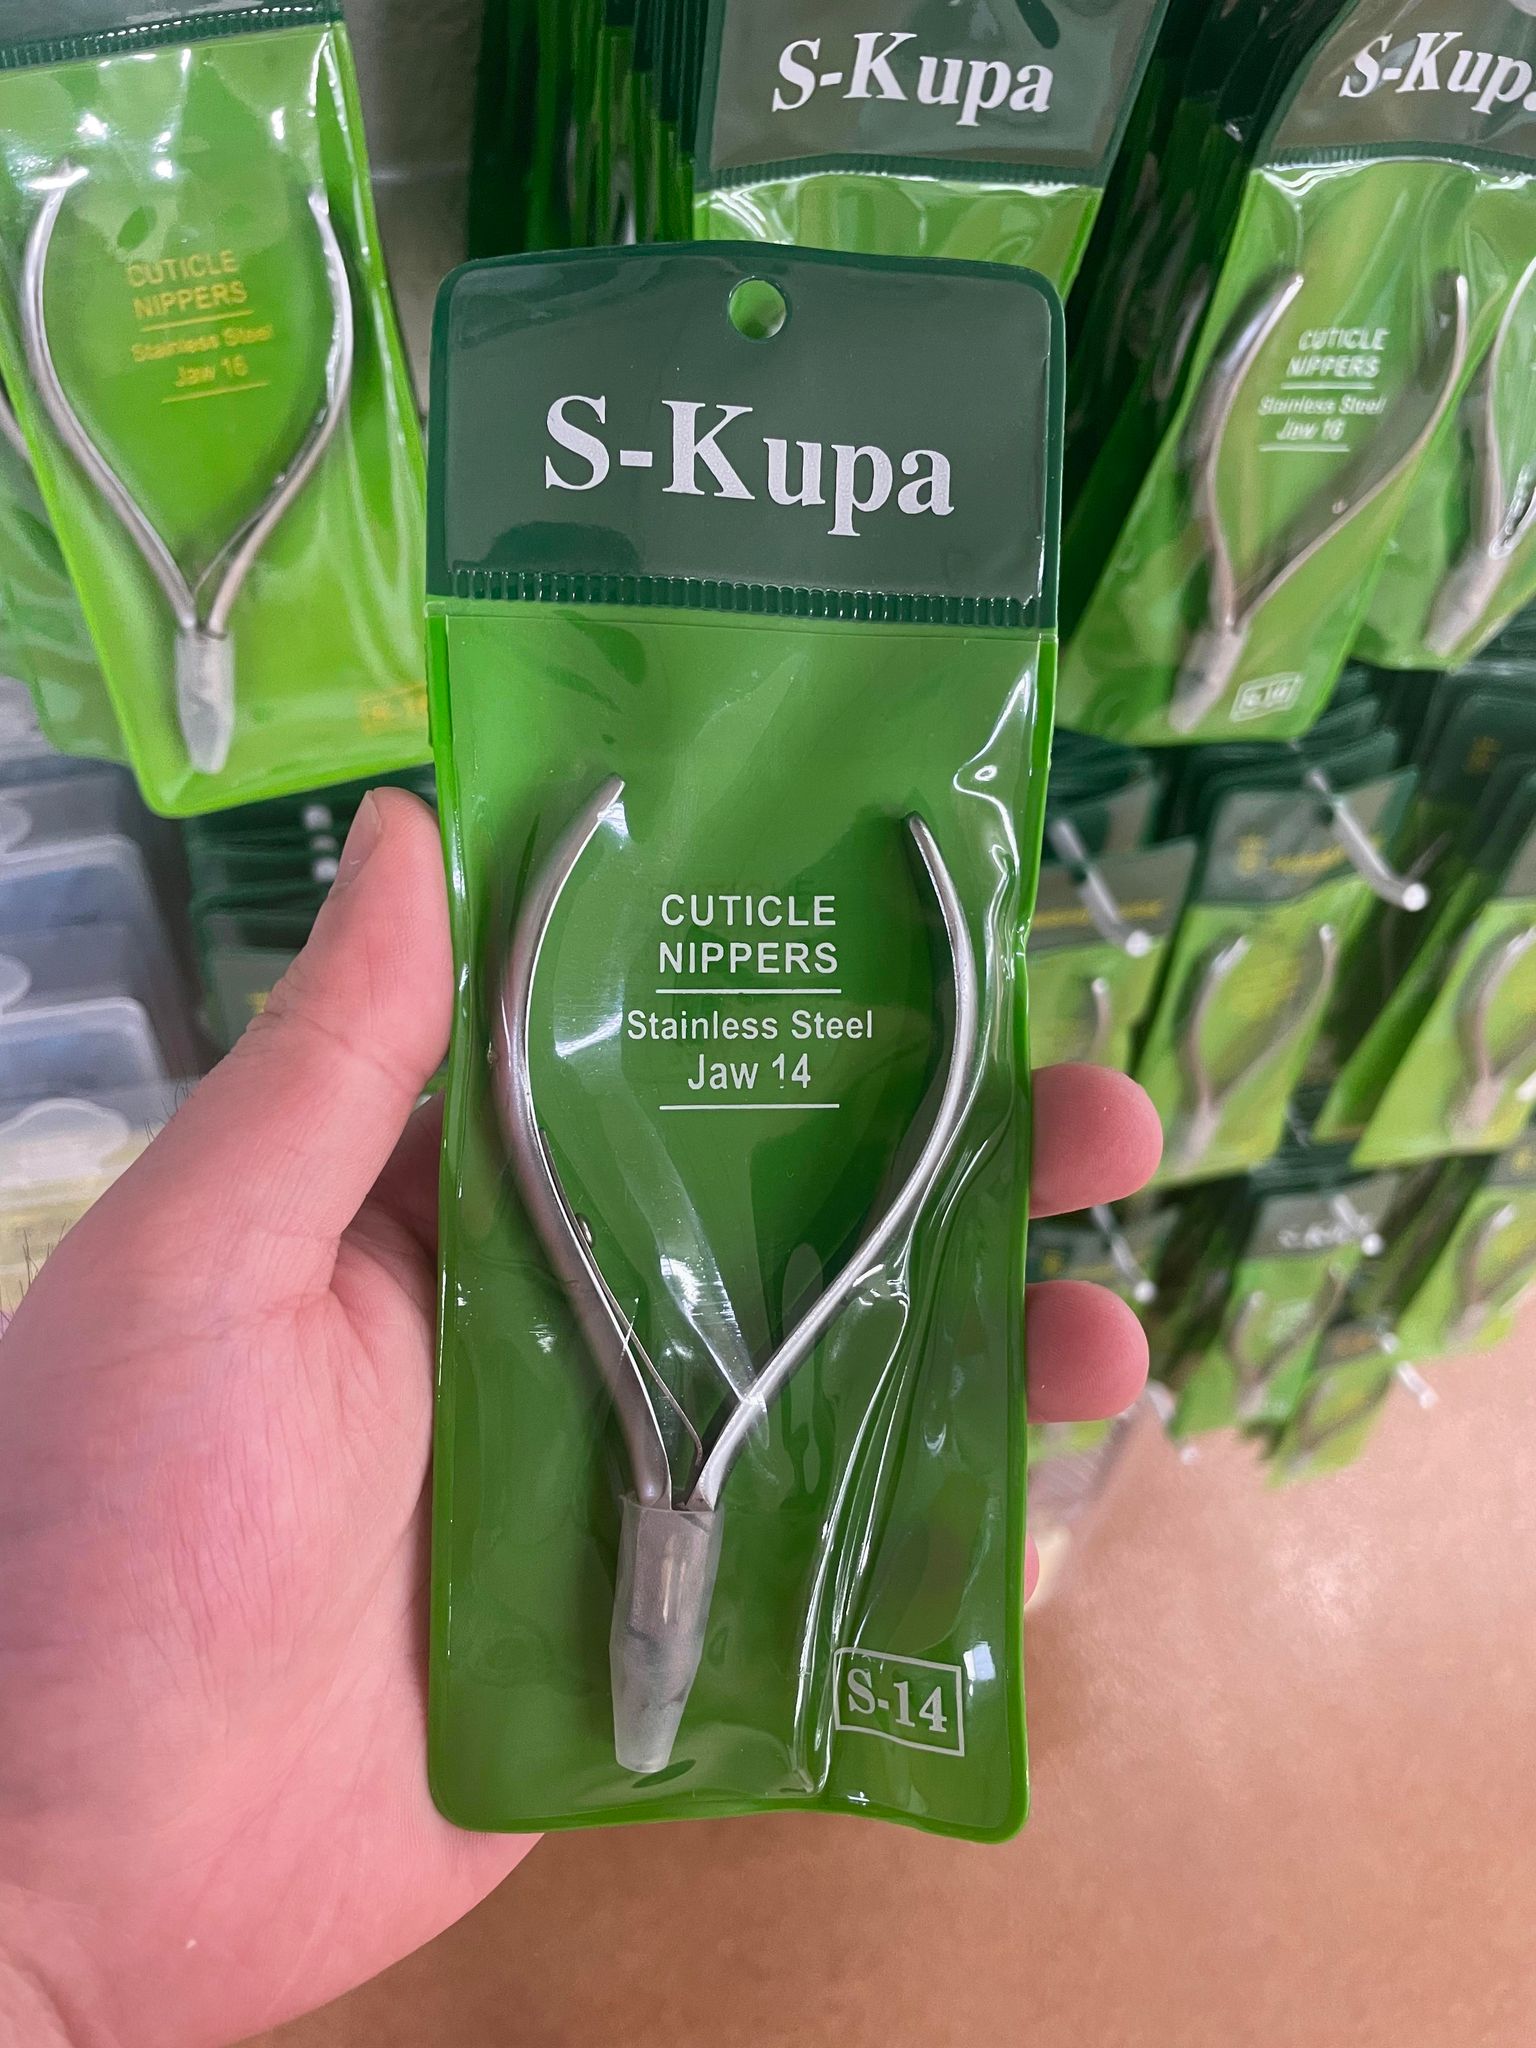 S-Kupa
CUTICLE
NIPPERS
Stainless Steel
Jaw 14
S-14
CUTICLE
NIPPERS
Stainless Steel
Jaw 16
S-Kupa
S-Kupa
CUTICLE
NIPPERS
Stainless Steel
Jaw 16